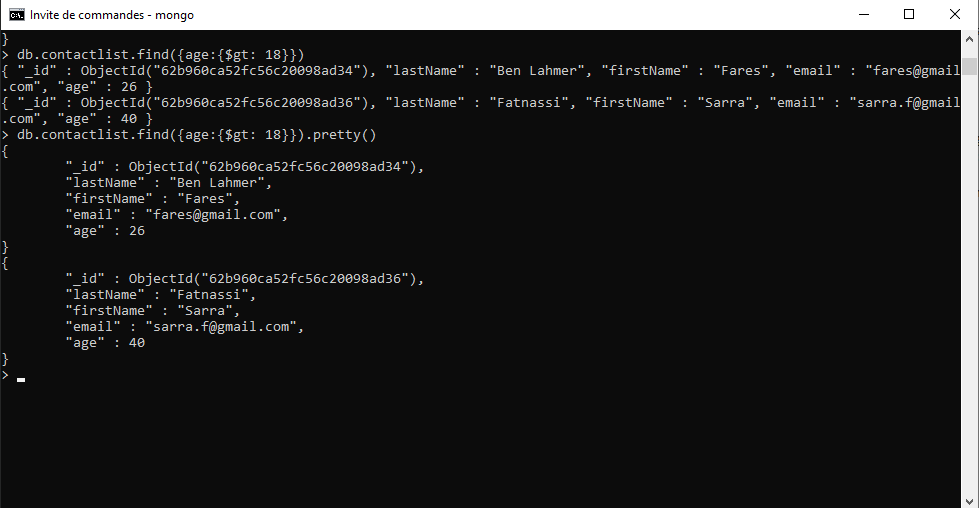 Invite de commandes - mongo
}
> db.contactlist.find({age:{$gt: 18}})
{ "_id" : ObjectId("62b960ca52fc56c20098ad34"), "lastName" : "Ben Lahmer", "firstName" : "Fares", "email" : "fares@gmail
.com", "age" : 26 }
{ "_id" : ObjectId("62b960ca52fc56c20098ad36"), "lastName" : "Fatnassi", "firstName" : "Sarra", "email" : "sarra.f@gmail
.com", "age" : 40 }
> db.contactlist.find({age:{$gt: 18}}).pretty()
{
        "_id" : ObjectId("62b960ca52fc56c20098ad34"),
        "lastName" : "Ben Lahmer",
        "firstName" : "Fares",
        "email" : "fares@gmail.com",
        "age" : 26
}
{
        "_id" : ObjectId("62b960ca52fc56c20098ad36"),
        "lastName" : "Fatnassi",
        "firstName" : "Sarra",
        "email" : "sarra.f@gmail.com",
        "age" : 40
}
>